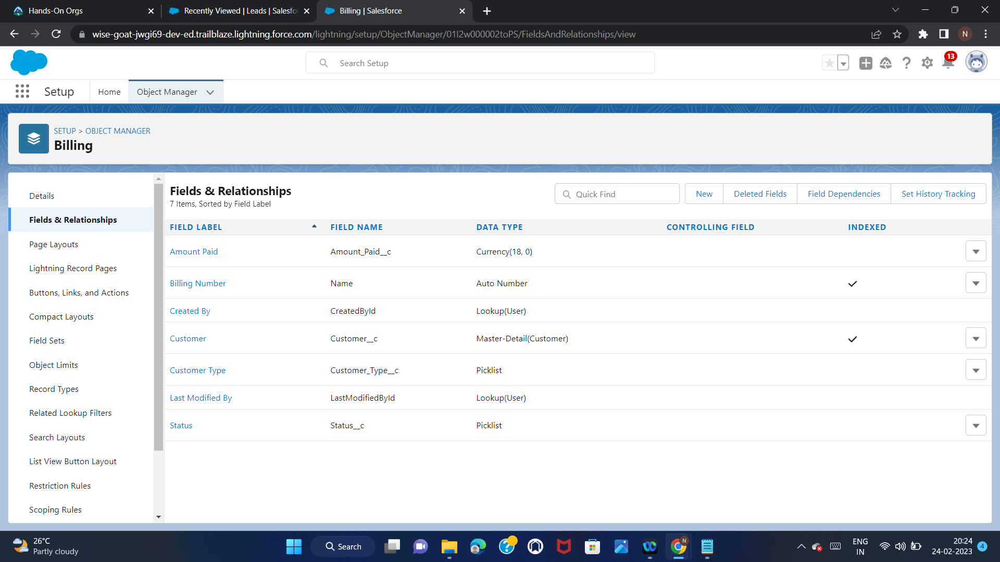 Hands-On Orgs
Recently Viewed | Leads | Salesfo
Billing | Salesforce
wise-goat-jwgi69-dev-ed.trailblaze.lightning.force.com/lightning/setup/ObjectManager/01I2w000002toPS/FieldsAndRelationships/view
N
Search Setup
13
Setup
Home
Object Manager
SETUP > OBJECT MANAGER
Billing
Details
Fields & Relationships
Page Layouts
Lightning Record Pages
Buttons, Links, and Actions
Compact Layouts
Field Sets
Object Limits
Record Types
Related Lookup Filters
Search Layouts
List View Button Layout
Restriction Rules
Scoping Rules
Fields & Relationships
7 Items, Sorted by Field Label
Quick Find
New
Deleted Fields
Field Dependencies
Set History Tracking
FIELD LABEL FIELD NAME DATA TYPE CONTROLLING FIELD INDEXED
Amount Paid Amount_Paid__c Currency(18, 0)
Billing Number Name Auto Number
Created By CreatedById Lookup(User)
Customer Customer__c Master-Detail(Customer)
Customer Type Customer_Type__c Picklist
Last Modified By LastModifiedById Lookup(User)
Status Status__c Picklist
26°C
Partly cloudy
Search
N
ENG
IN
20:24
24-02-2023
4